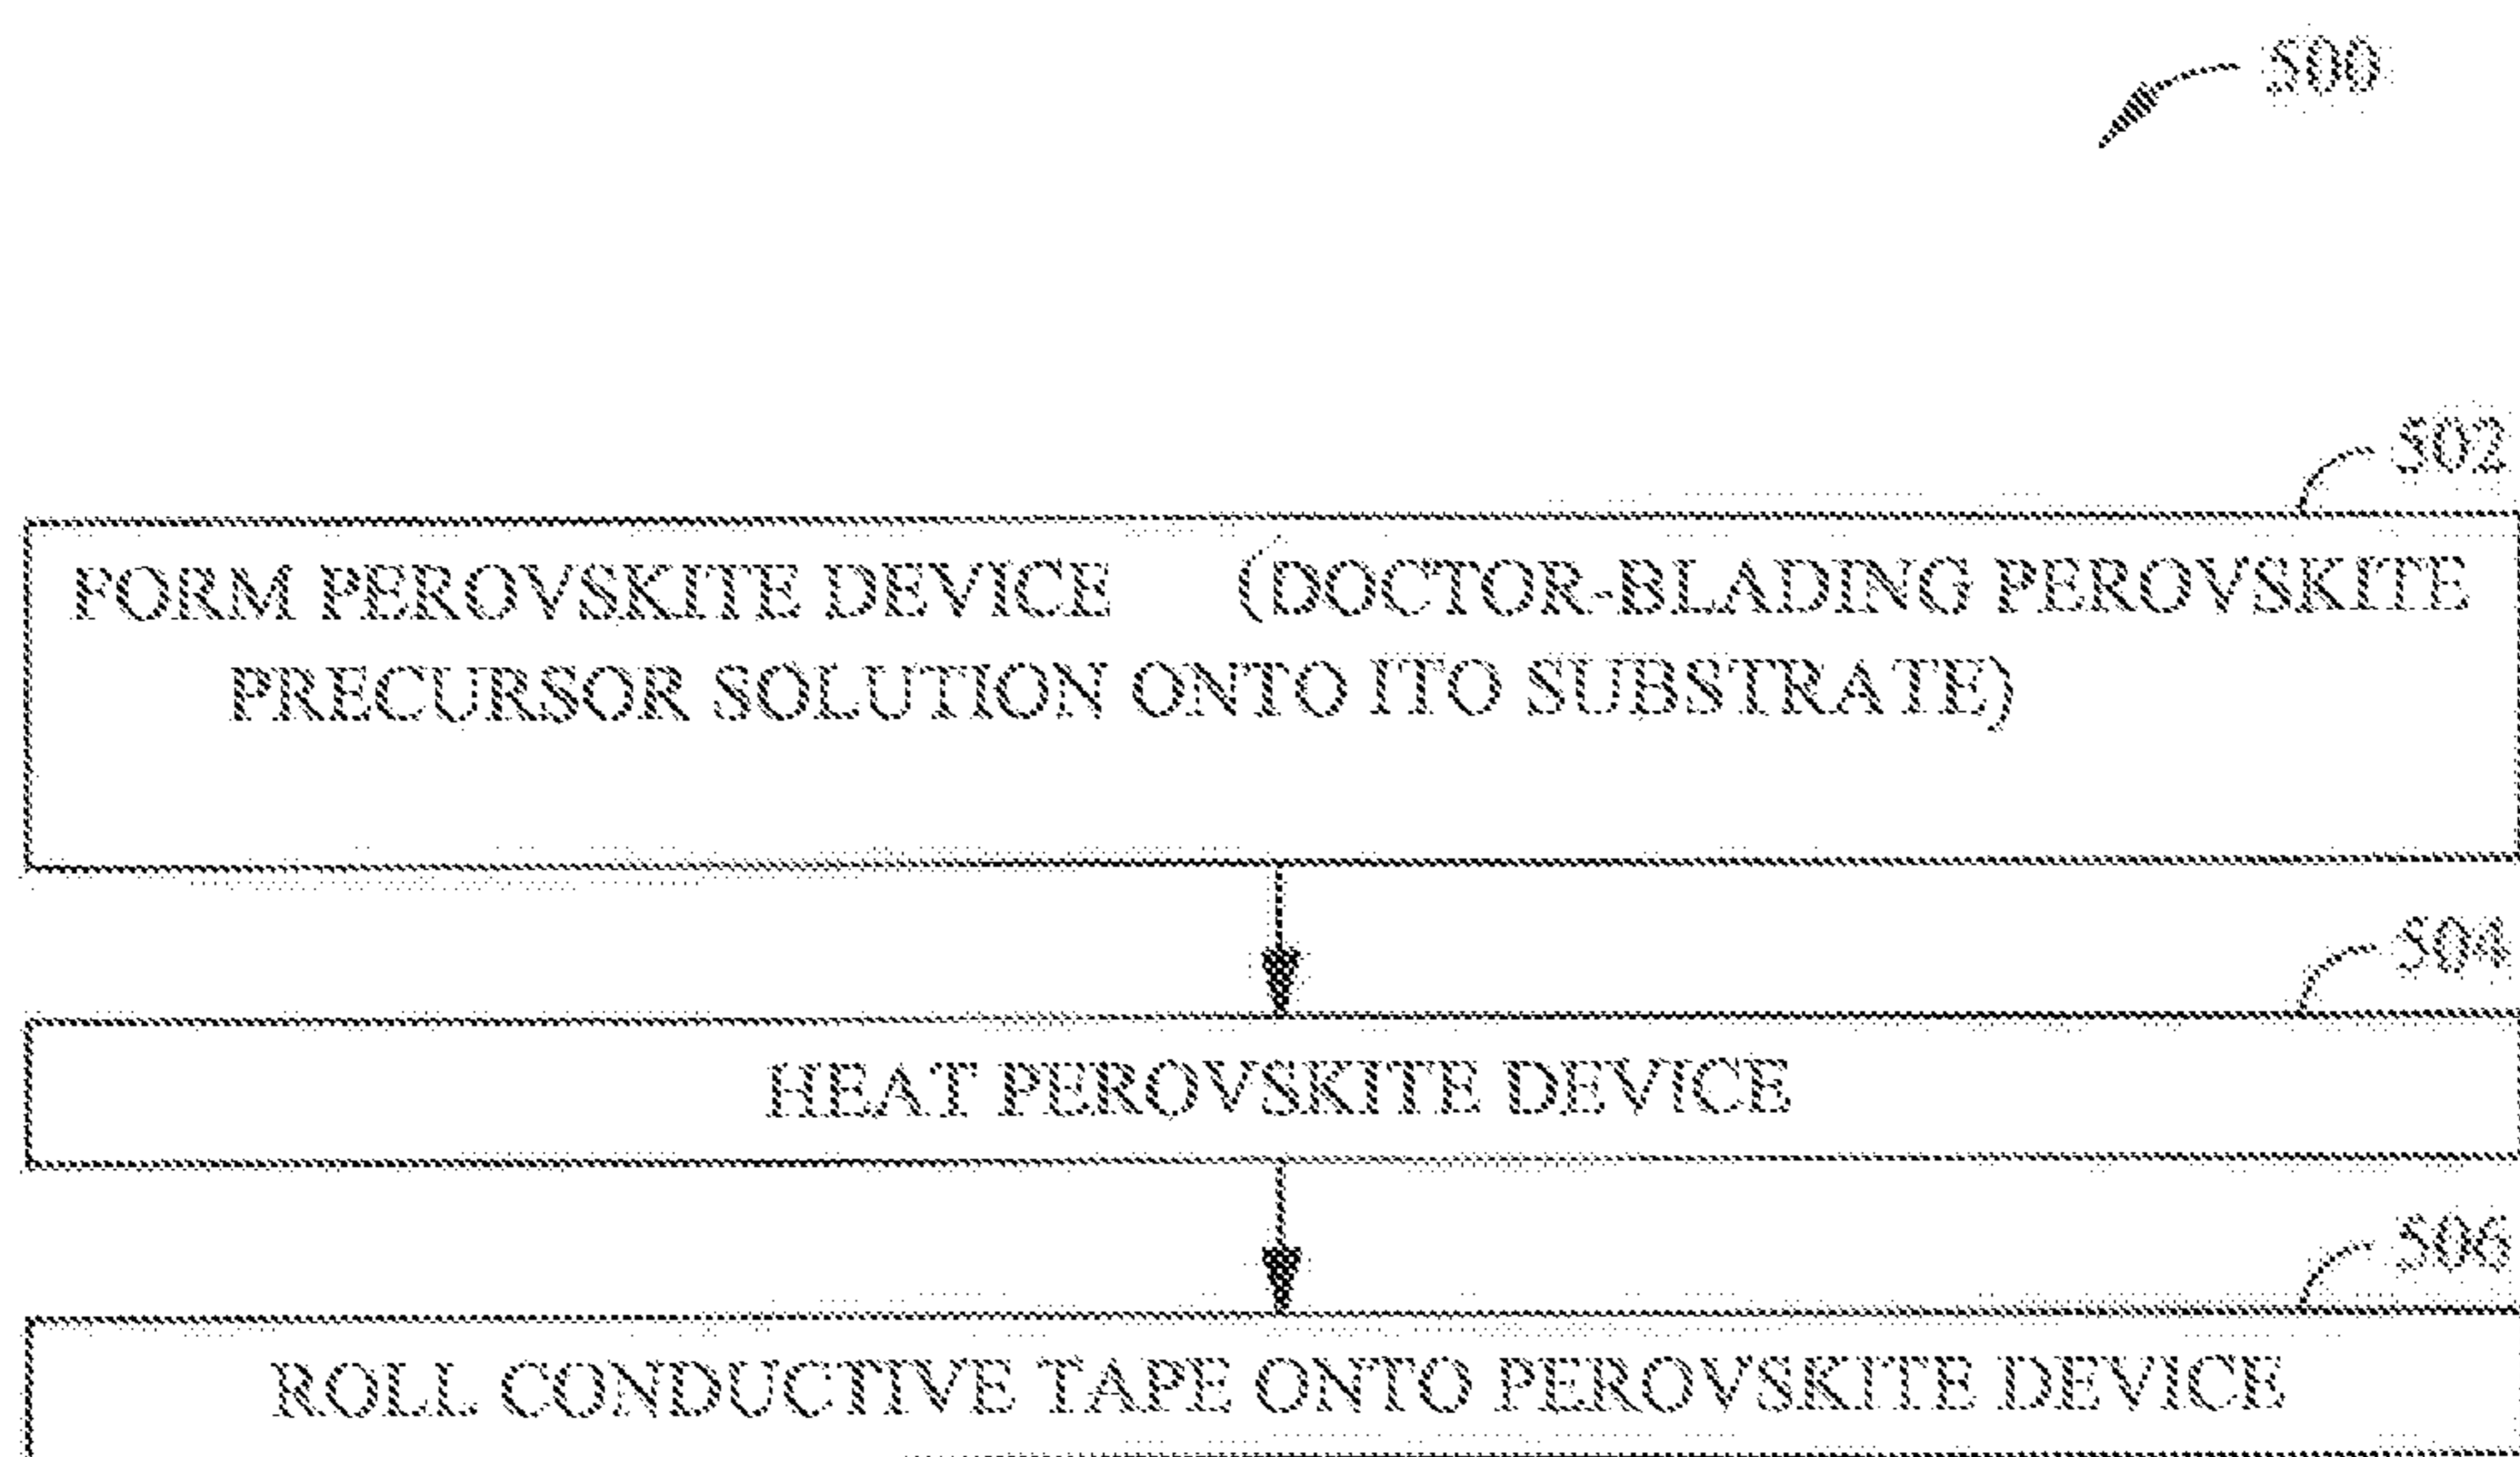 500
502
FORM PEROVSKITE DEVICE (DOCTOR-BLADING PEROVSKITE
PRECURSOR SOLUTION ONTO ITO SUBSTRATE)
504
HEAT PEROVSKITE DEVICE
506
ROLL CONDUCTIVE TAPE ONTO PEROVSKITE DEVICE